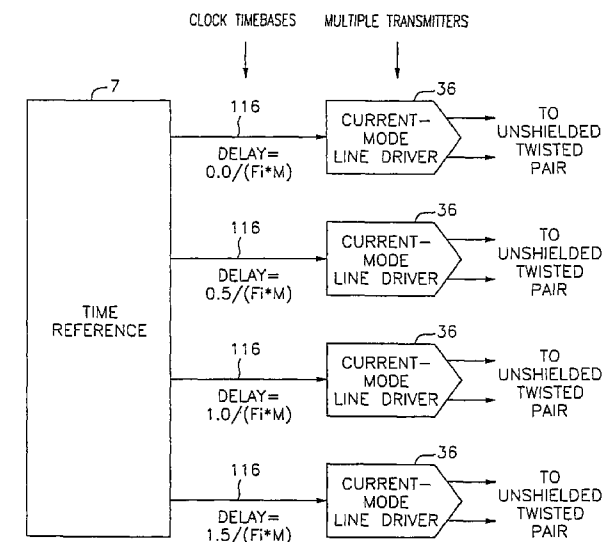 CLOCK TIMEBASES
MULTIPLE TRANSMITTERS
7
116
DELAY=
0.0/(Fi*M)
36
CURRENT-
MODE
LINE DRIVER
TO
UNSHIELDED
TWISTED
PAIR
116
DELAY=
0.5/(Fi*M)
36
CURRENT-
MODE
LINE DRIVER
TO
UNSHIELDED
TWISTED
PAIR
TIME
REFERENCE
116
DELAY=
1.0/(Fi*M)
36
CURRENT-
MODE
LINE DRIVER
TO
UNSHIELDED
TWISTED
PAIR
116
DELAY=
1.5/(Fi*M)
36
CURRENT-
MODE
LINE DRIVER
TO
UNSHIELDED
TWISTED
PAIR